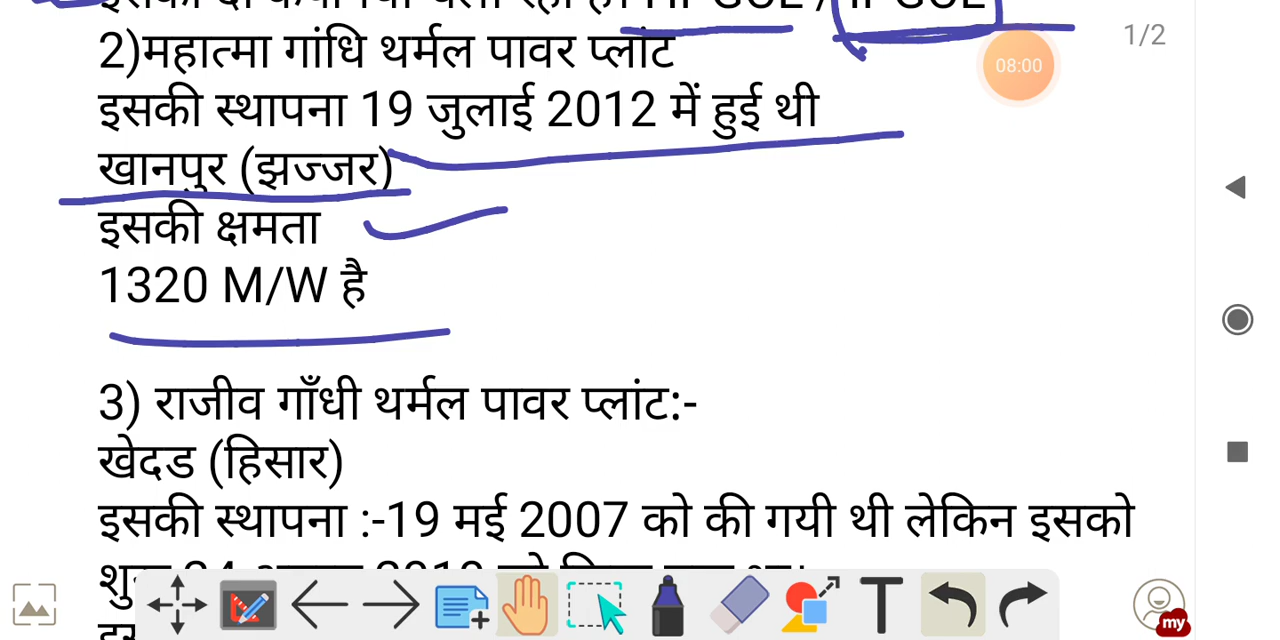 1/2
2)महात्मा गांधि थर्मल पावर प्लांट
08:00
इसकी स्थापना 19 जुलाई 2012 में हुई थी
खानपुर (झज्जर)
इसकी क्षमता
1320 M/W है
3) राजीव गाँधी थर्मल पावर प्लांट:-
खेदड (हिसार)
इसकी स्थापना :-19 मई 2007 को की गयी थी लेकिन इसको
T
my